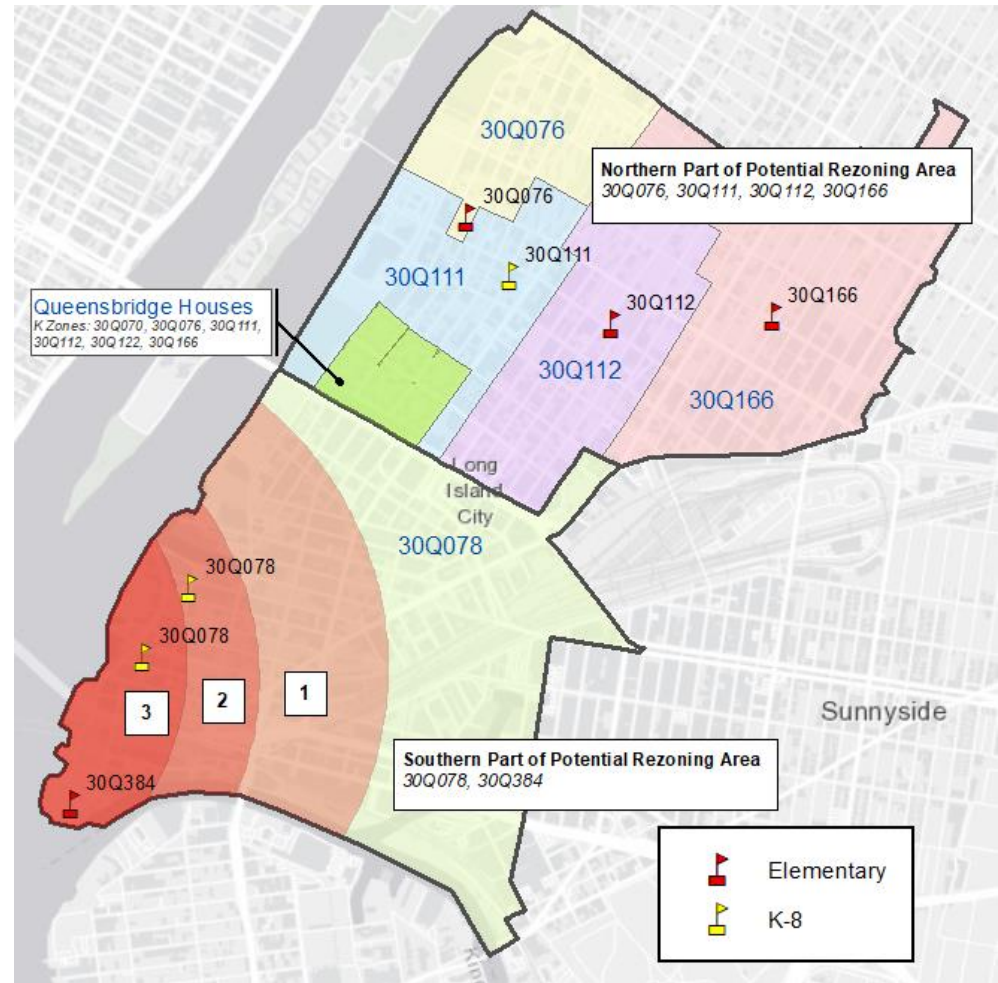 30Q076
Northern Part of Potential Rezoning Area
30Q076, 30Q111, 30Q112, 30Q166
30Q076
30Q111
30Q111
Queensbridge Houses
K Zones: 30Q070, 30Q076, 30Q111,
30Q112, 30Q122, 30Q166
30Q112
30Q166
30Q112
30Q166
Long
Island
City
30Q078
30Q078
30Q078
3
2
1
Sunnyside
Southern Part of Potential Rezoning Area
30Q078, 30Q384
30Q384
Elementary
K-8